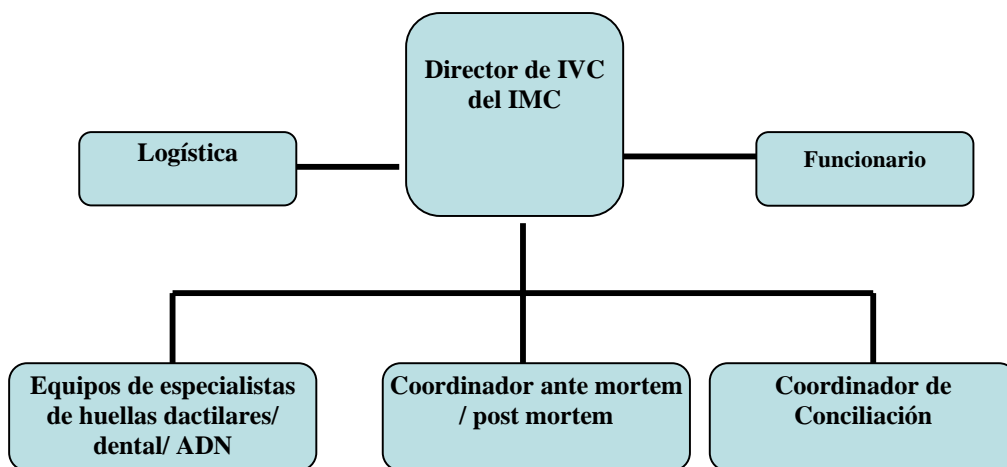 Director de IVC
del IMC
Logística
Funcionario
Equipos de especialistas
de huellas dactilares/
dental/ ADN
Coordinador ante mortem
/ post mortem
Coordinador de
Conciliación